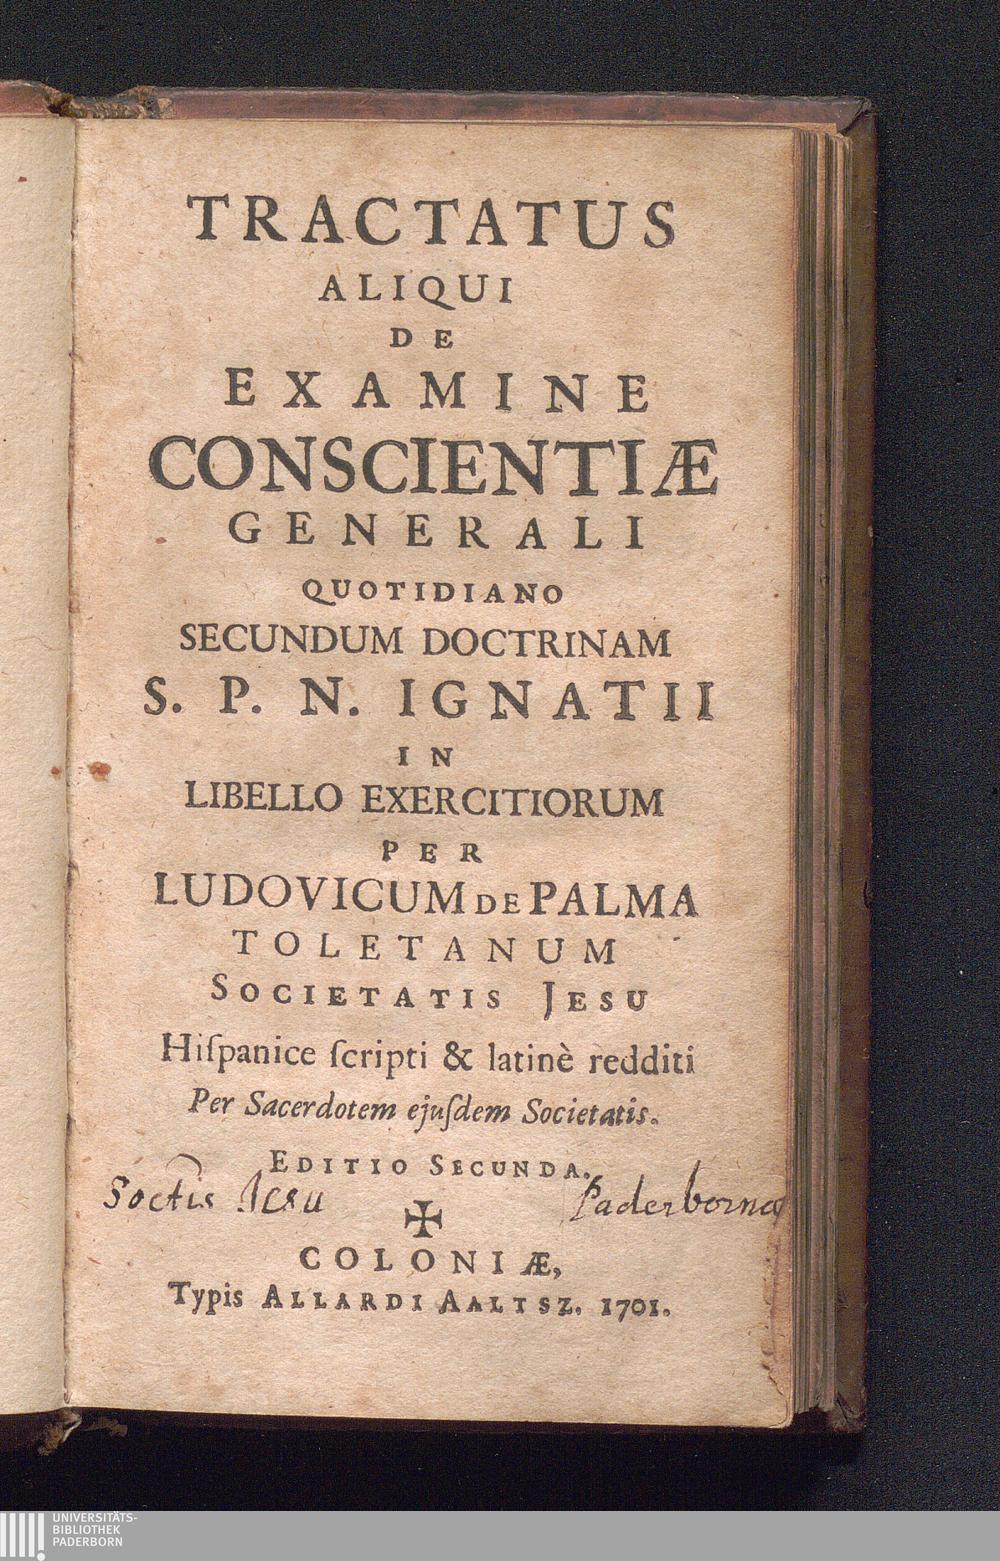 TRACTATUS
ALIQUI
DE
EXAMINE
CONSCIENTIÆ
GENERALI
QUOTIDIANO
SECUNDUM DOCTRINAM
S. P. N. IGNATII
IN
LIBELLO EXERCITIORUM
PER
LUDOVICUM DE PALMA
TOLETANUM
SOCIETATIS JESU
Hiſpanice ſcripti & latinè redditi
Per Sacerdotem ejuſdem Societatis.
EDITIO SECUNDA.
Soctis Jesu Paderbornæ
COLONIÆ,
Typis ALLARDI AALTSZ. 1701.
UNIVERSITÄTS-
BIBLIOTHEK
PADERBORN